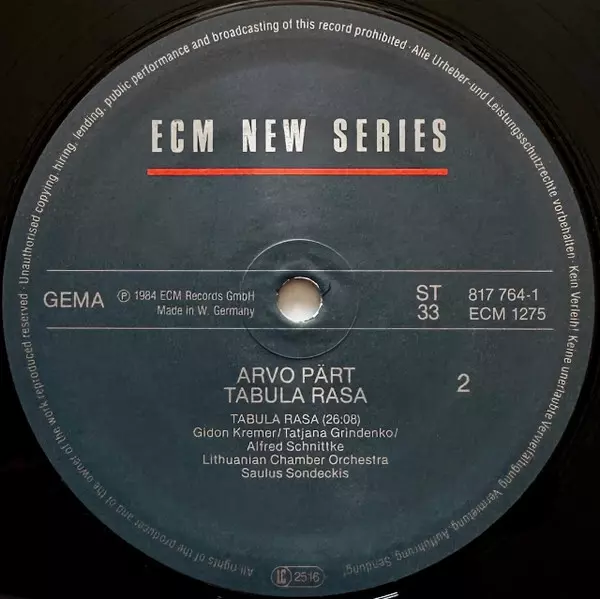 All rights of the producer and of the owner of the work reproduced reserved · Unauthorised copying, hiring, lending, public performance and broadcasting of this record prohibited · Alle Urheber- und Leistungsschutzrechte vorbehalten · Kein Verleih! Keine unerlaubte Vervielfältigung, Vermietung, Aufführung, Sendung!
ECM NEW SERIES
GEMA
℗ 1984 ECM Records GmbH
Made in W. Germany
ST
33
817 764-1
ECM 1275
ARVO PÄRT
TABULA RASA
2
TABULA RASA (26:08)
Gidon Kremer/Tatjana Grindenko/
Alfred Schnittke
Lithuanian Chamber Orchestra
Saulus Sondeckis
LC 2516